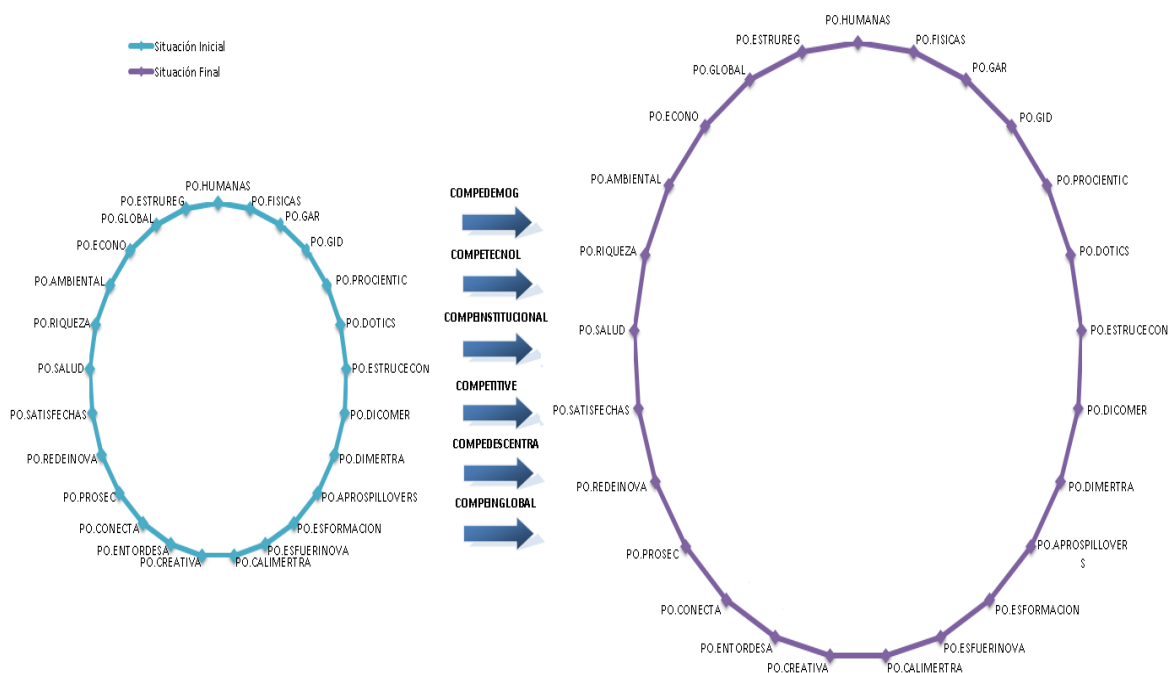 Situación Inicial
Situación Final
PO.HUMANAS
PO.FISICAS
PO.GAR
PO.GID
PO.PROCIENTIC
PO.DOTICS
PO.ESTRUCECON
PO.DICOMER
PO.DIMERTRA
PO.APROSPILLOVERS
PO.ESFORMACION
PO.ESFUERINOVA
PO.CALIMERTRA
PO.CREATIVA
PO.ENTORDESA
PO.CONECTA
PO.PROSEC
PO.REDEINOVA
PO.SATISFECHAS
PO.SALUD
PO.RIQUEZA
PO.AMBIENTAL
PO.ECONO
PO.GLOBAL
PO.ESTRUREG
COMPEDEMOG
COMPETECNOL
COMPEINSTITUCIONAL
COMPETITIVE
COMPEDESCENTRA
COMPEINGLOBAL
PO.HUMANAS
PO.FISICAS
PO.GAR
PO.GID
PO.PROCIENTIC
PO.DOTICS
PO.ESTRUCECON
PO.DICOMER
PO.DIMERTRA
PO.APROSPILLOVER
S
PO.ESFORMACION
PO.ESFUERINOVA
PO.CALIMERTRA
PO.CREATIVA
PO.ENTORDESA
PO.CONECTA
PO.PROSEC
PO.REDEINOVA
PO.SATISFECHAS
PO.SALUD
PO.RIQUEZA
PO.AMBIENTAL
PO.ECONO
PO.GLOBAL
PO.ESTRUREG